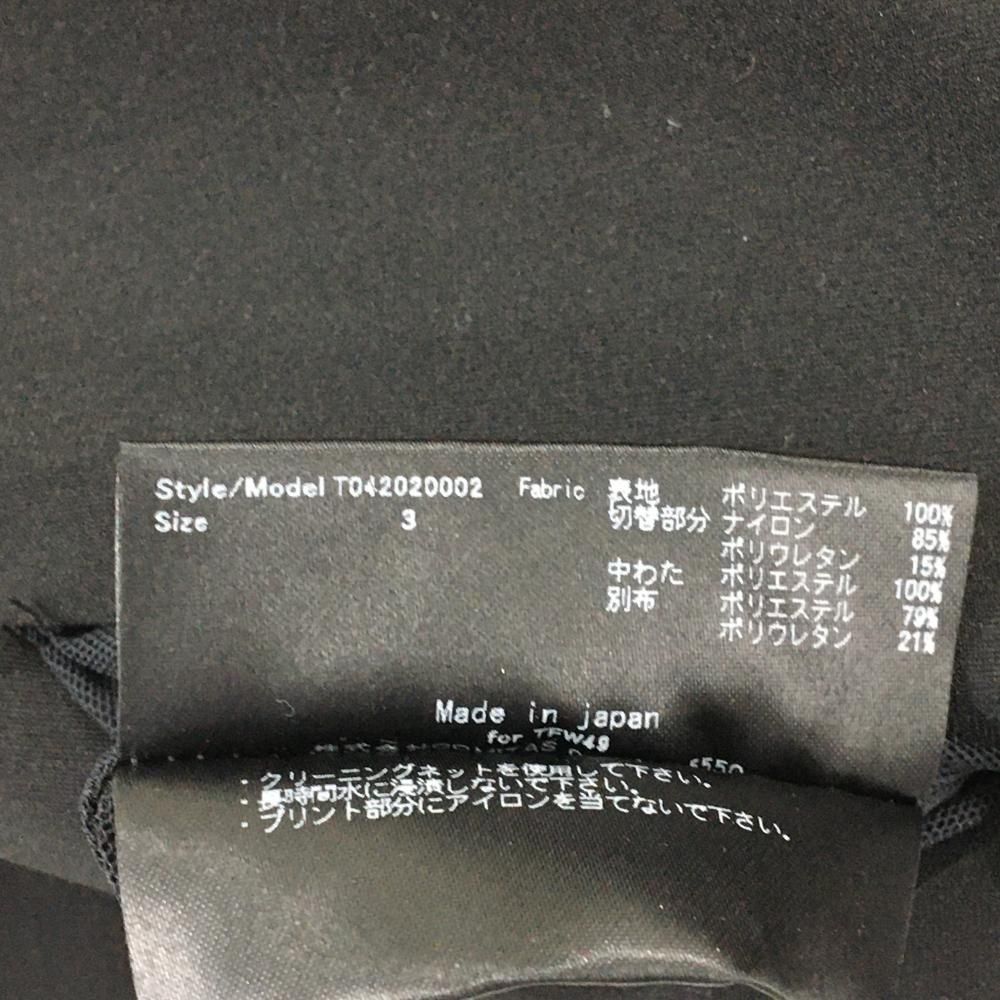 Style/Model T042020002 Fabric 表地 ポリエステル 100%
Size 3 切替部分 ナイロン 85%
ポリウレタン 15%
中わた ポリエステル 100%
別布 ポリエステル 79%
ポリウレタン 21%
Made in japan
for TFW49
株式会社
・クリーニングネットを使用して下さい。
・長時間水に浸漬しないで下さい。
・プリント部分にアイロンを当てないで下さい。